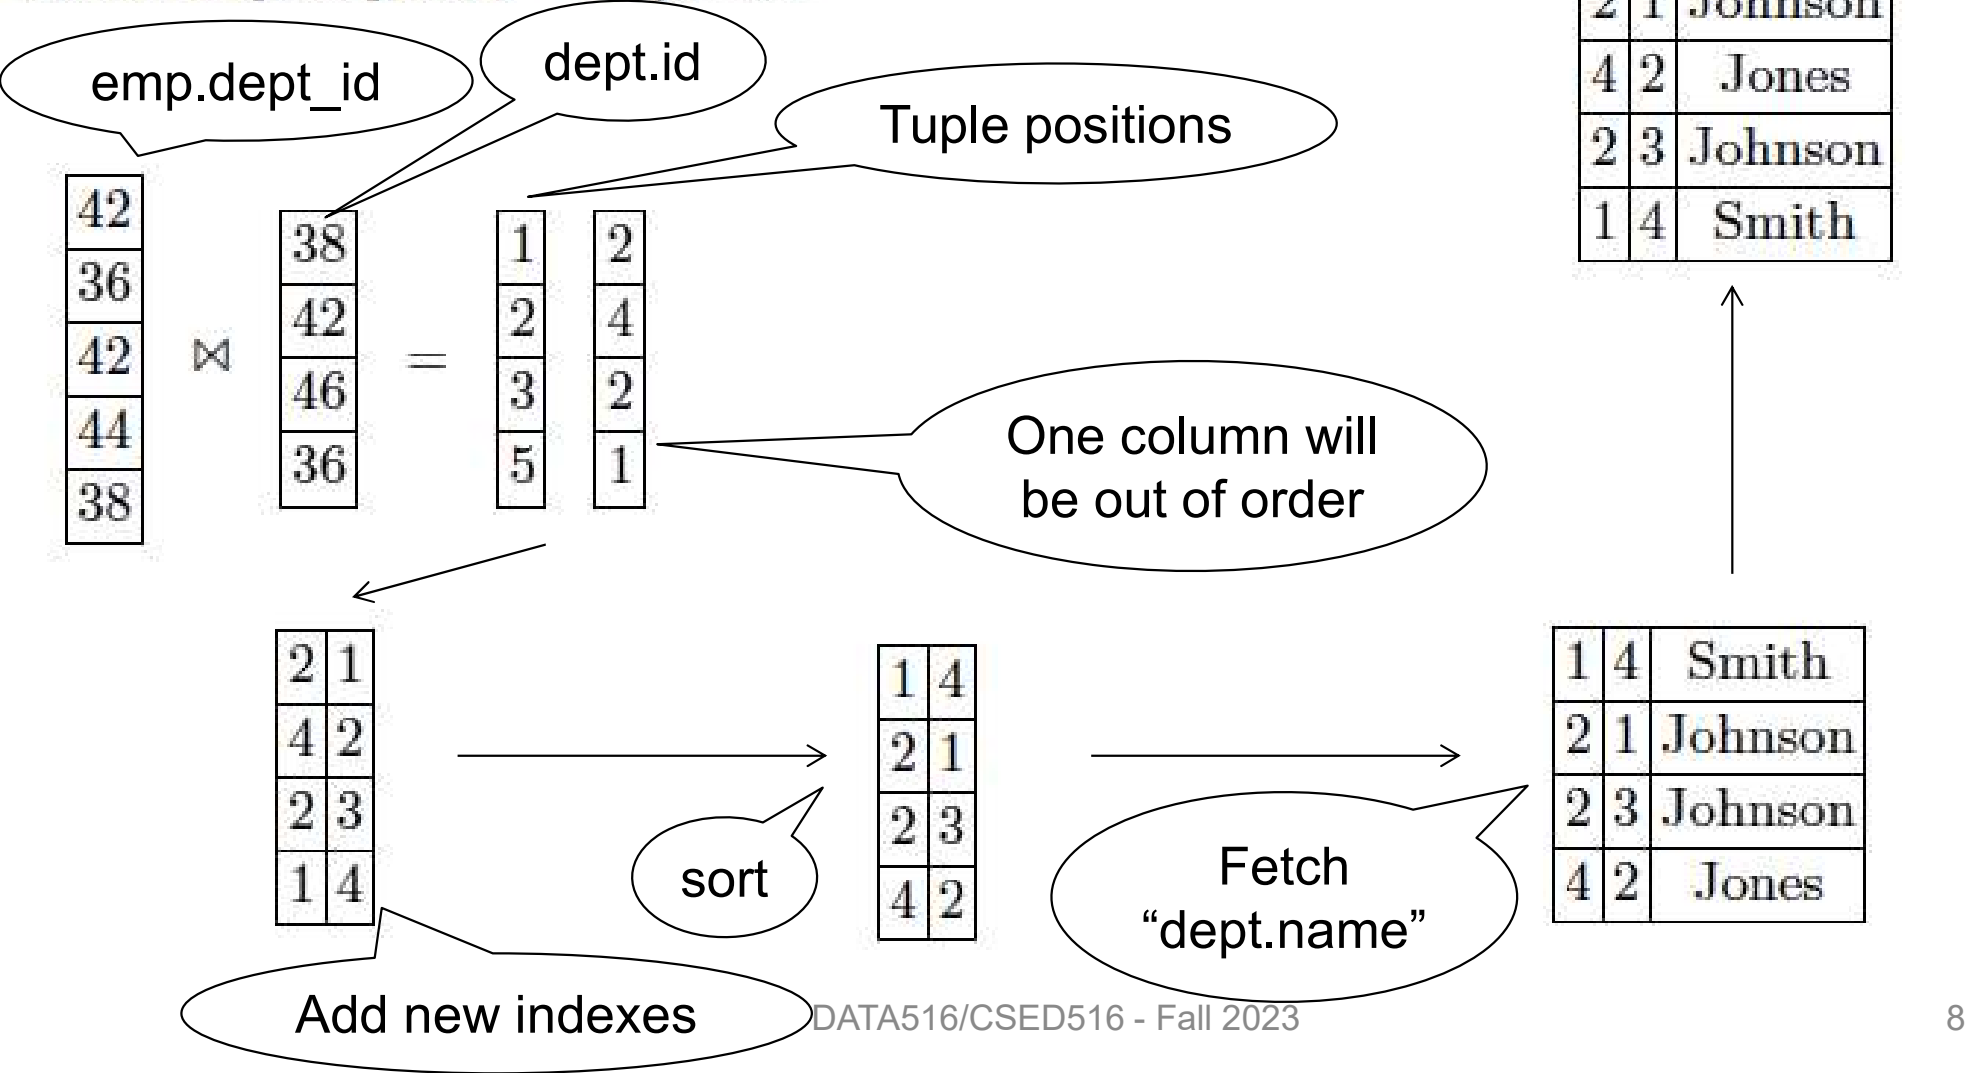 emp.dept_id
dept.id
Tuple positions
42
36
42
44
38
⋈
38
42
46
36
=
1 2
2 4
3 2
5 1
One column will
be out of order
2 1 Johnson
4 2 Jones
2 3 Johnson
1 4 Smith
2 1
4 2
2 3
1 4
Add new indexes
sort
1 4
2 1
2 3
4 2
Fetch
“dept.name”
1 4 Smith
2 1 Johnson
2 3 Johnson
4 2 Jones
DATA516/CSED516 - Fall 2023
8